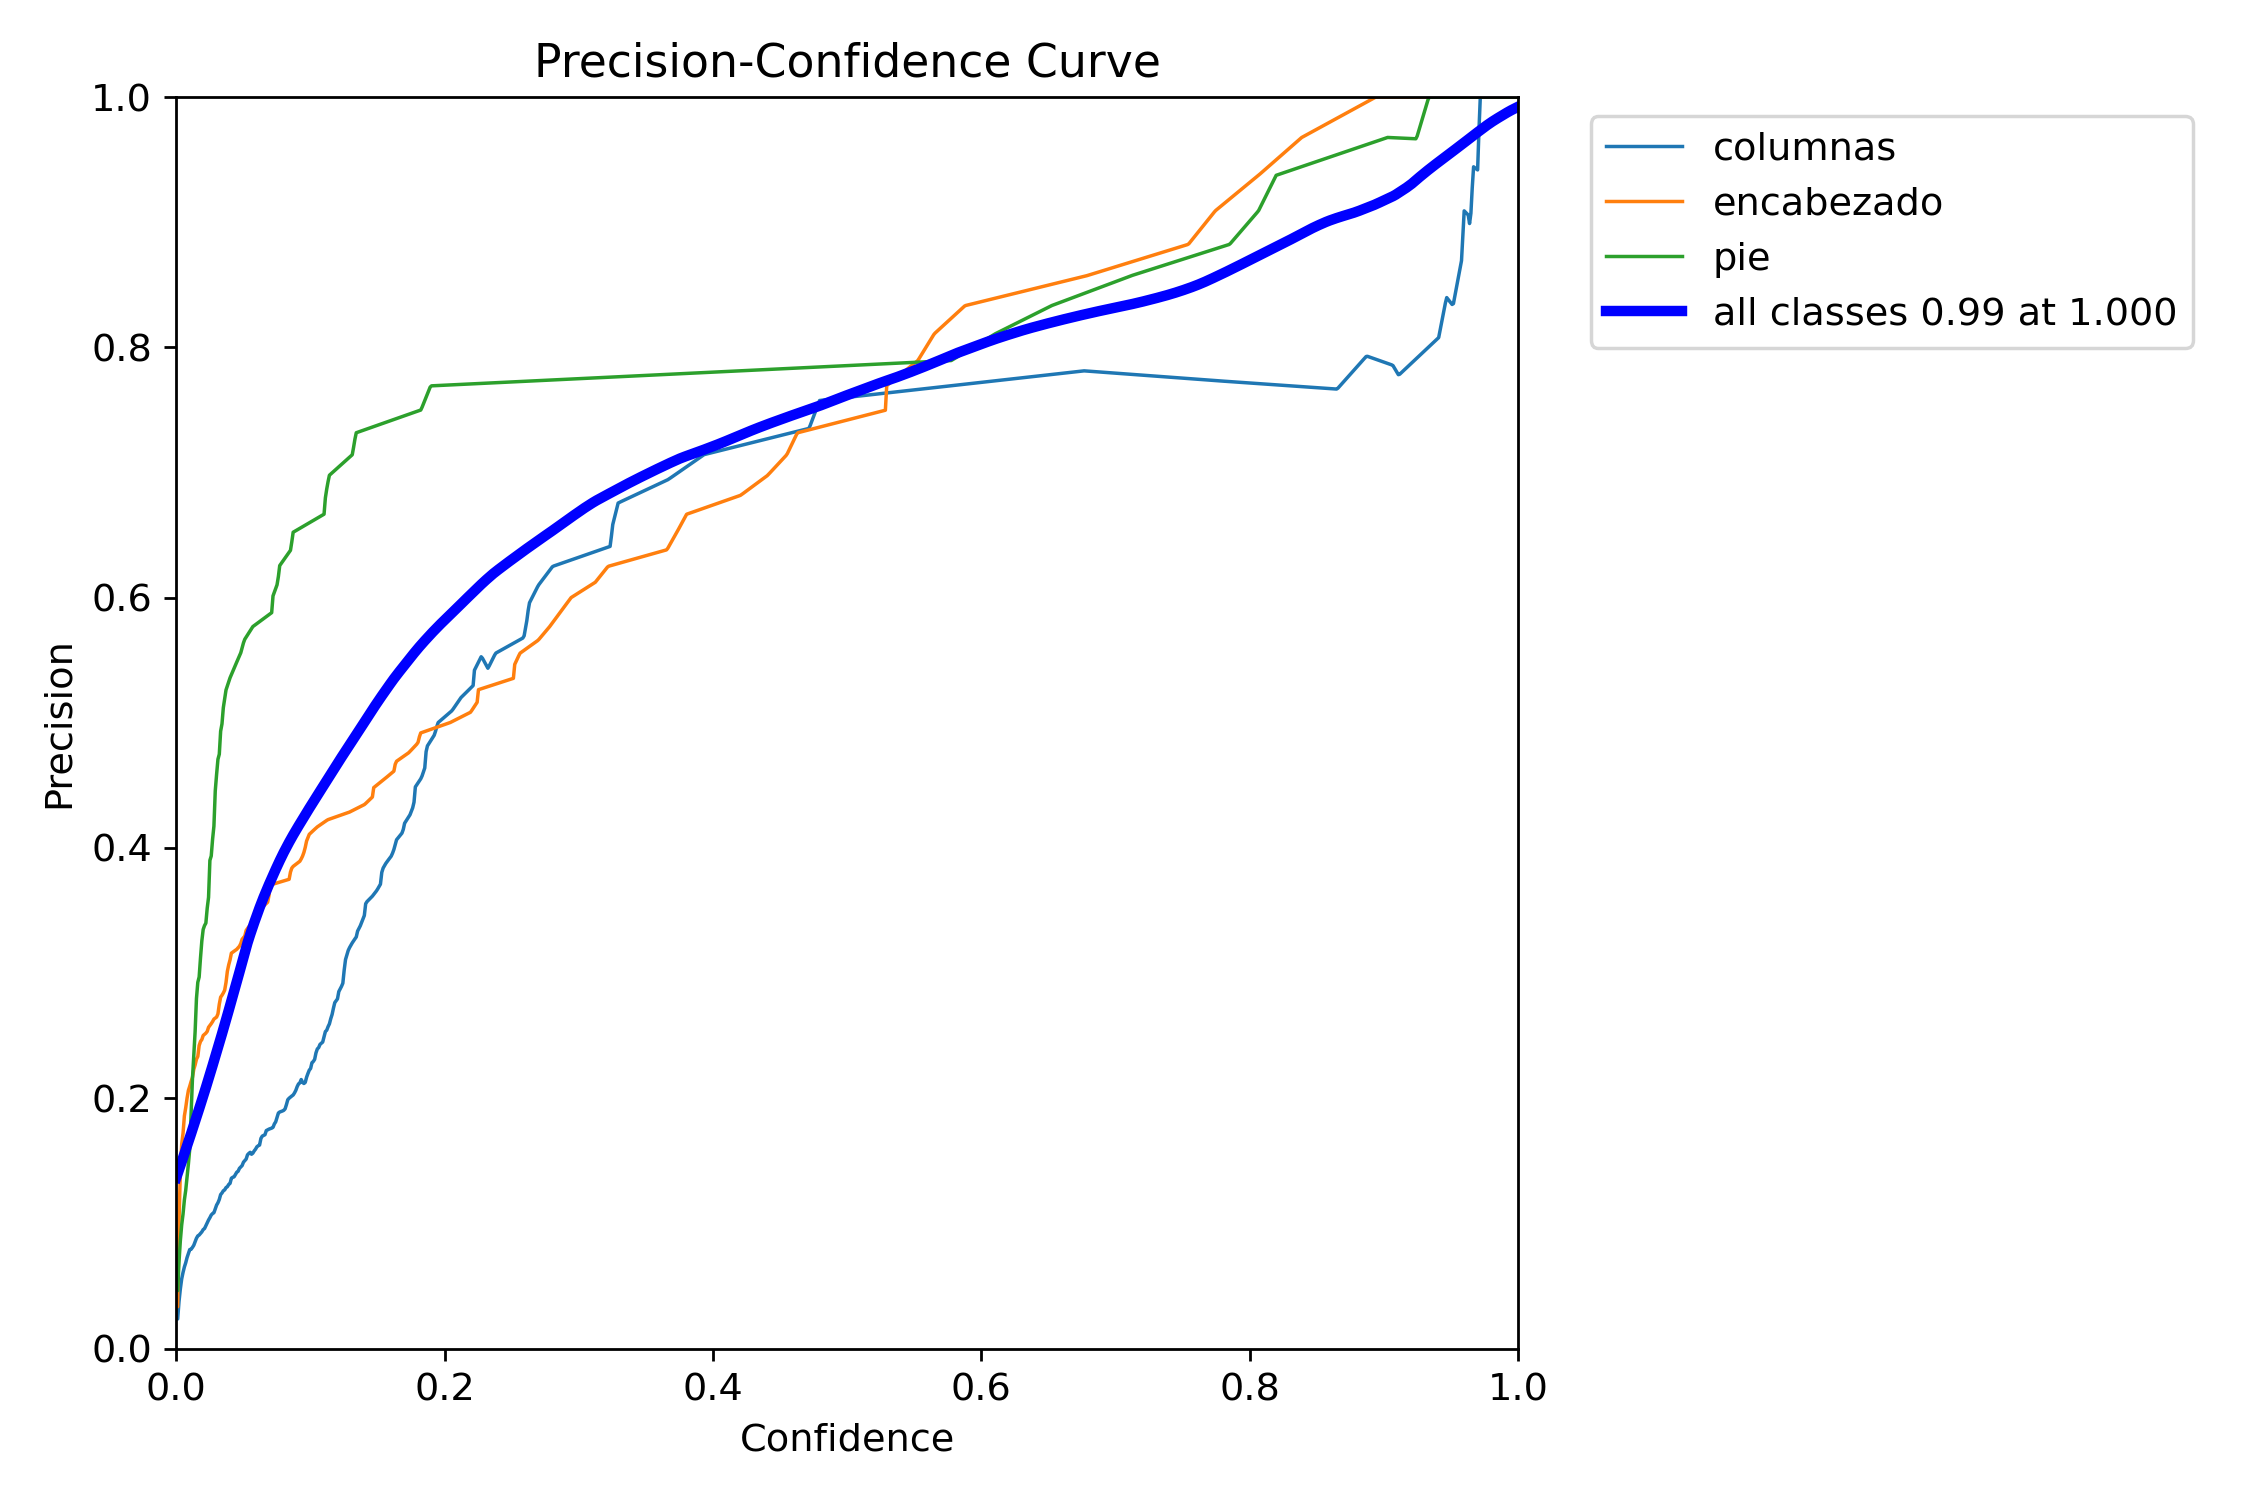 Precision-Confidence Curve
1.0
0.8
0.6
0.4
0.2
0.0
Precision
0.0 0.2 0.4 0.6 0.8 1.0
Confidence
columnas
encabezado
pie
all classes 0.99 at 1.000